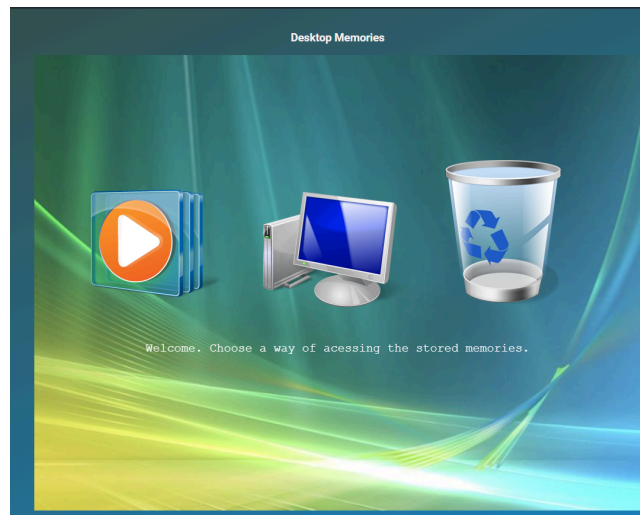 Desktop Memories
Welcome. Choose a way of acessing the stored memories.